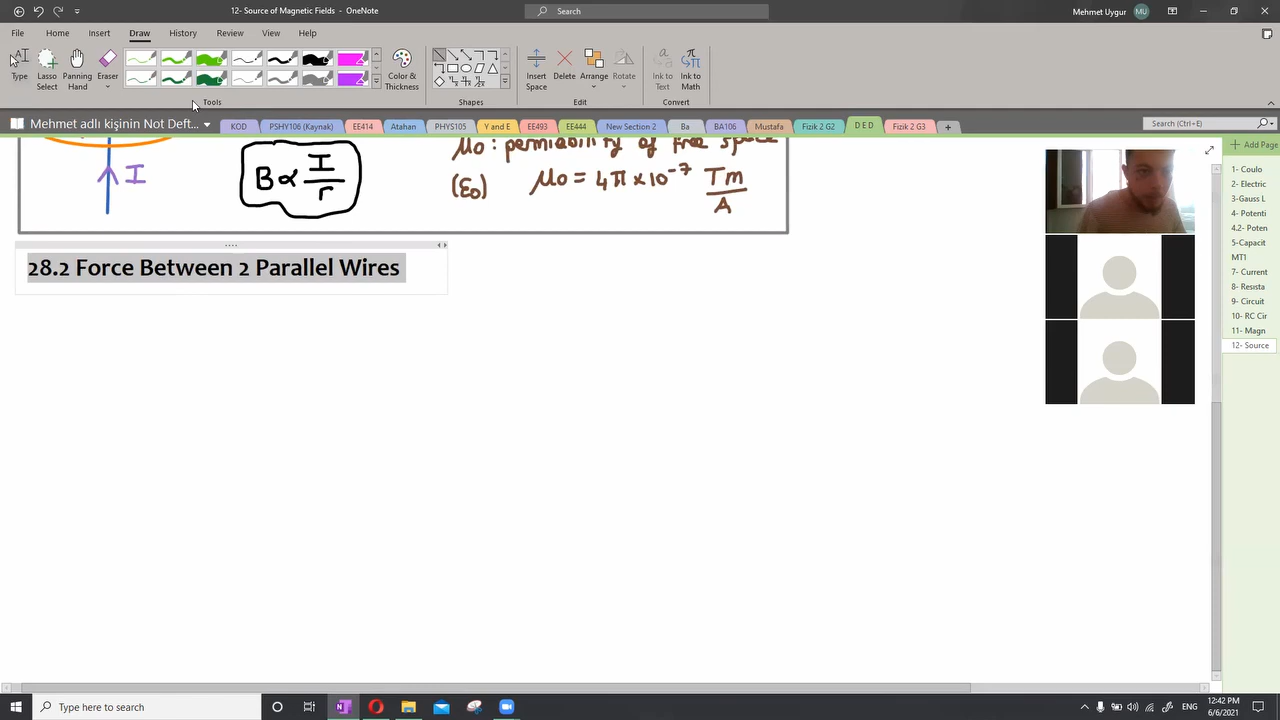 12- Source of Magnetic Fields - OneNote
Search
Mehmet Uygur
MU
File
Home
Insert
Draw
History
Review
View
Help
Type
Lasso Select
Panning Hand
Eraser
Color & Thickness
Insert Space
Delete
Arrange
Rotate
Ink to Text
Ink to Math
Tools
Shapes
Edit
Convert
Mehmet adlı kişinin Not Deft...
KOD
PSHY106 (Kaynak)
EE414
Atahan
PHYS105
Y and E
EE493
EE444
New Section 2
Ba
BA106
Mustafa
Fizik 2 G2
D E D
Fizik 2 G3
Search (Ctrl+E)
Add Page
μ0 : permiability of free space
I
B ∝ I/r
(ε0)
μ0 = 4π×10⁻⁷ Tm/A
28.2 Force Between 2 Parallel Wires
1- Coulo
2- Electric
3-Gauss L
4- Potenti
4.2- Poten
5-Capacit
MT1
7- Current
8- Resista
9- Circuit
10- RC Cir
11- Magn
12- Source
Type here to search
12:42 PM
6/6/2021